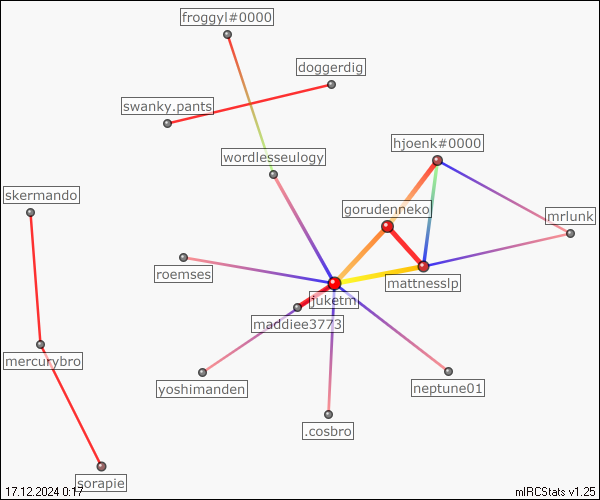 froggyl#0000
doggerdig
swanky.pants
hjoenk#0000
wordlesseulogy
skermando
gorudenneko
mrlunk
roemses
mattnesslp
juketm
maddiee3773
mercurybro
yoshimanden
neptune01
.cosbro
sorapie
17.12.2024 0:17
mIRCStats v1.25